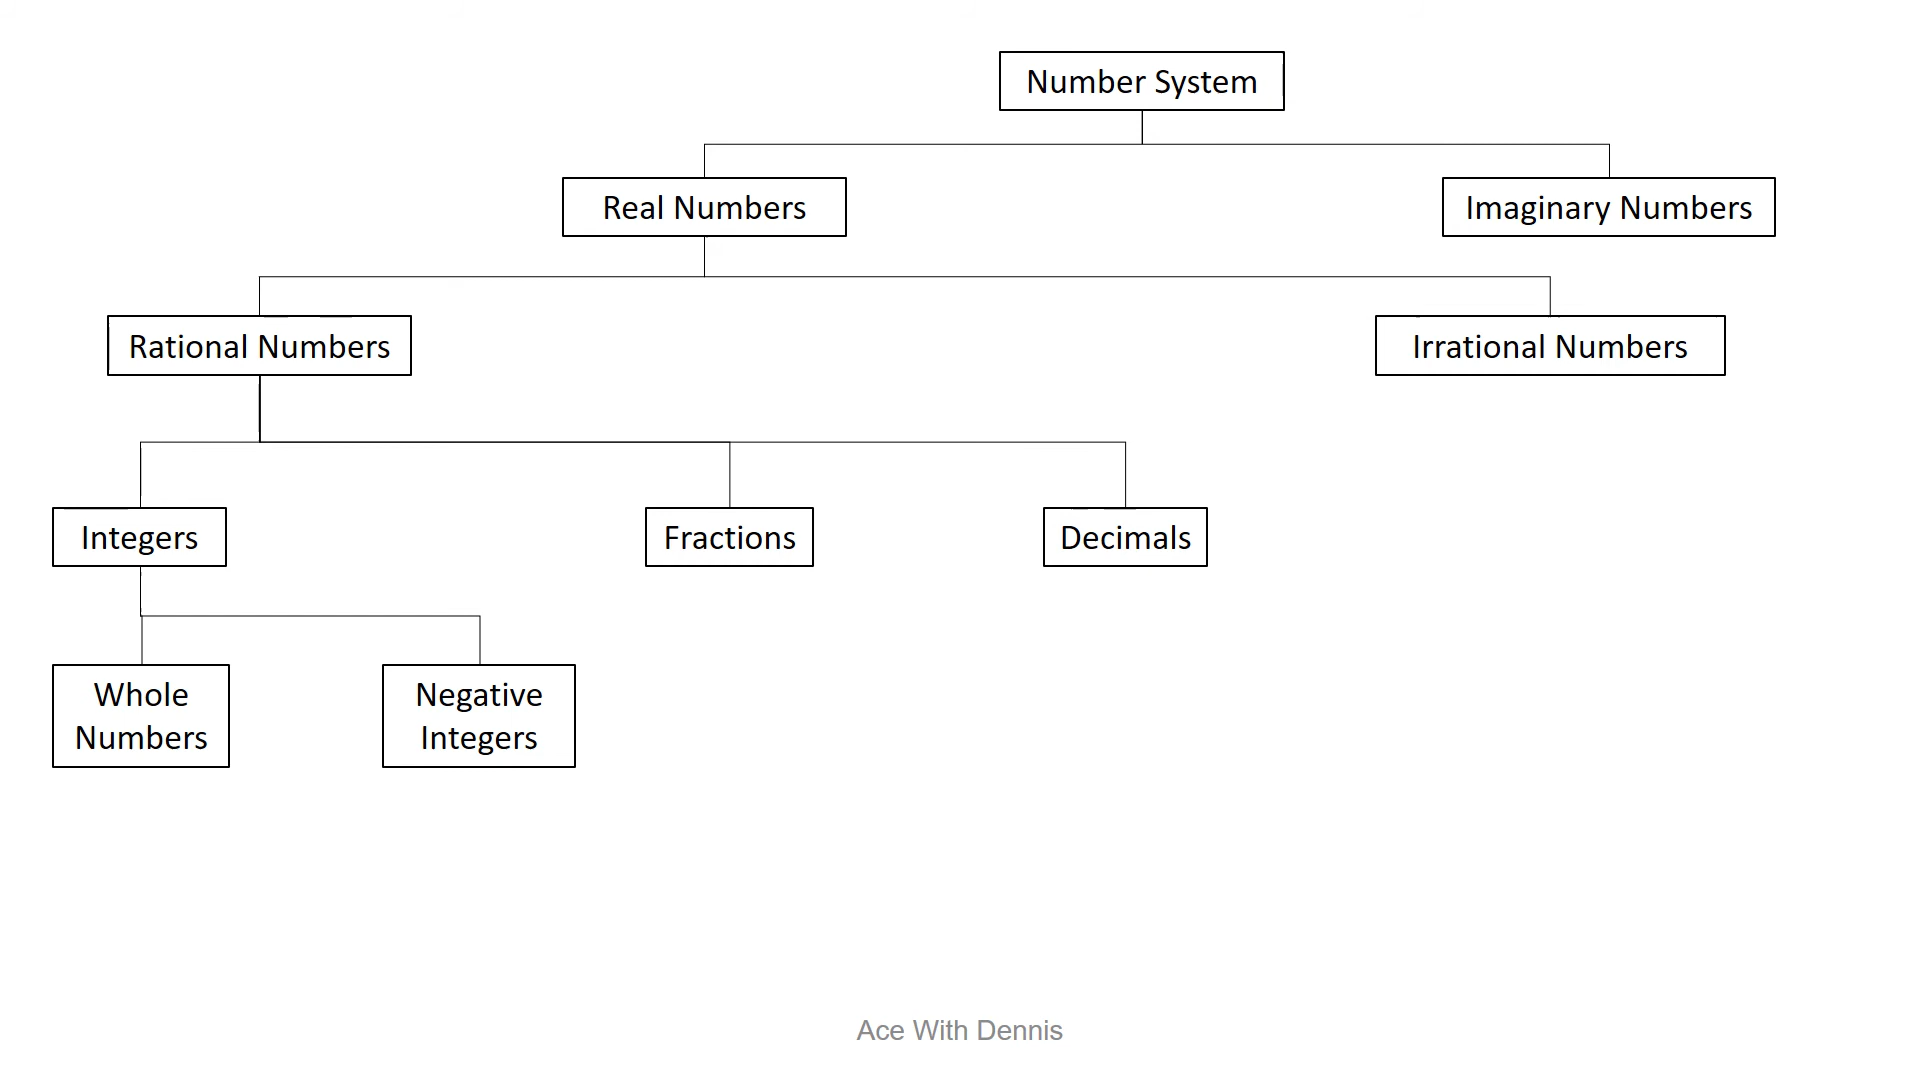 Number System
Real Numbers
Imaginary Numbers
Rational Numbers
Irrational Numbers
Integers
Fractions
Decimals
Whole
Numbers
Negative
Integers
Ace With Dennis